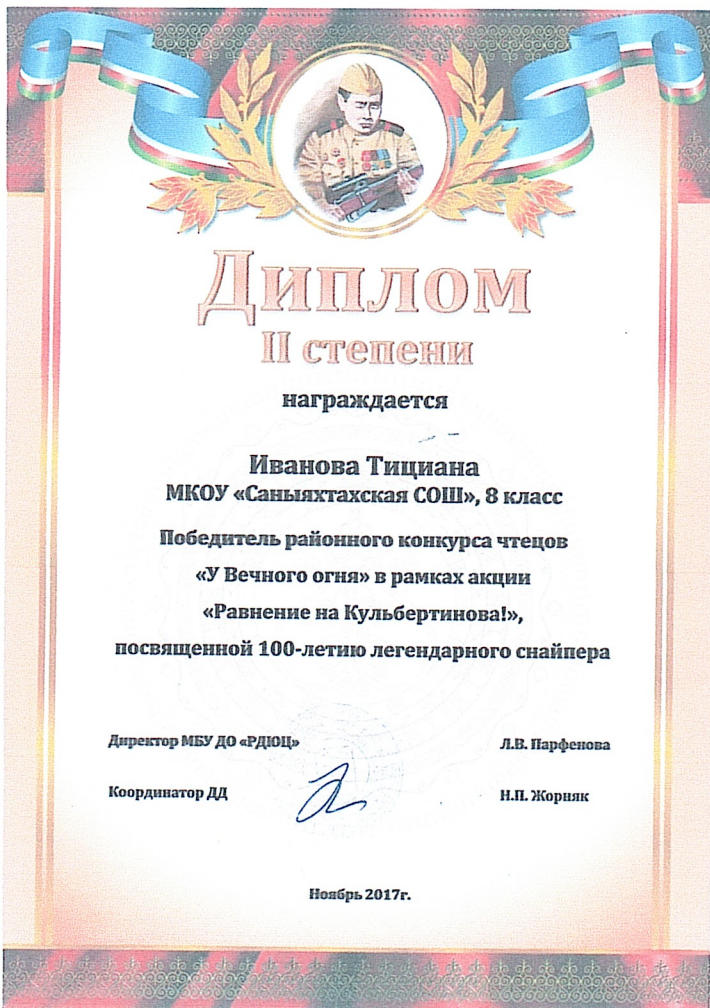 Диплом
II степени
награждается
Иванова Тициана
МКОУ «Саныяхтахская СОШ», 8 класс
Победитель районного конкурса чтецов
«У Вечного огня» в рамках акции
«Равнение на Кульбертинова!»,
посвященной 100-летию легендарного снайпера
Директор МБУ ДО «РДЮЦ» Л.В. Парфенова
Координатор ДД Н.П. Жорняк
Ноябрь 2017г.